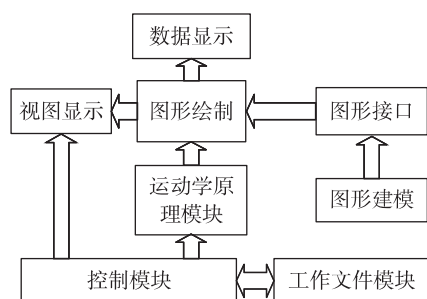 数据显示
视图显示
图形绘制
图形接口
运动学原
理模块
图形建模
控制模块
工作文件模块